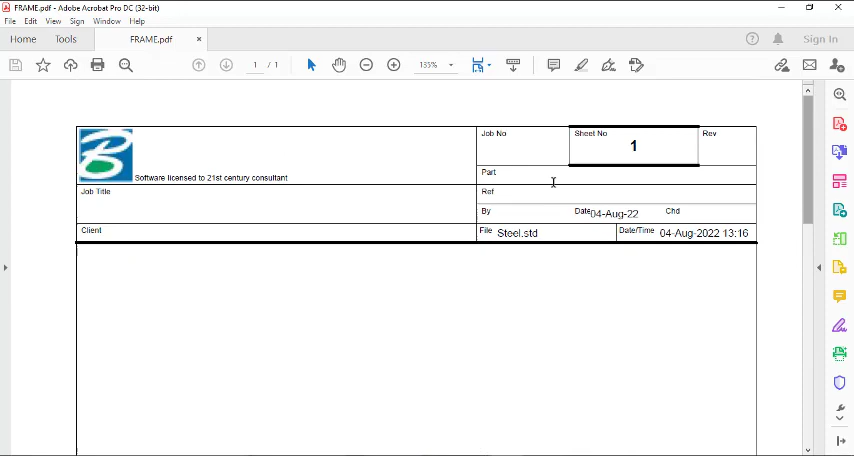 FRAME.pdf - Adobe Acrobat Pro DC (32-bit)
File Edit View Sign Window Help
Home Tools FRAME.pdf × Sign In
1 / 1 135%
Job No Sheet No 1 Rev
Software licensed to 21st century consultant
Part
Job Title
Ref
By Date 04-Aug-22 Chd
Client
File Steel.std Date/Time 04-Aug-2022 13:16